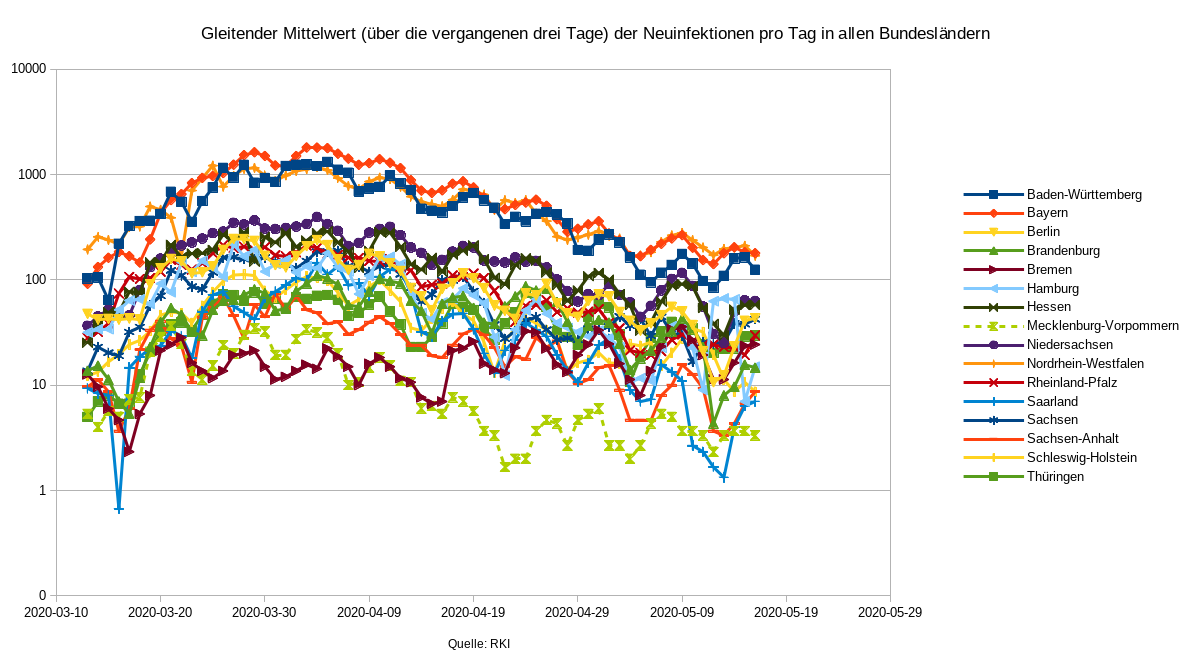 Gleitender Mittelwert (über die vergangenen drei Tage) der Neuinfektionen pro Tag in allen Bundesländern
10000
1000
100
10
1
0
2020-03-10 2020-03-20 2020-03-30 2020-04-09 2020-04-19 2020-04-29 2020-05-09 2020-05-19 2020-05-29
Quelle: RKI
Baden-Württemberg
Bayern
Berlin
Brandenburg
Bremen
Hamburg
Hessen
Mecklenburg-Vorpommern
Niedersachsen
Nordrhein-Westfalen
Rheinland-Pfalz
Saarland
Sachsen
Sachsen-Anhalt
Schleswig-Holstein
Thüringen